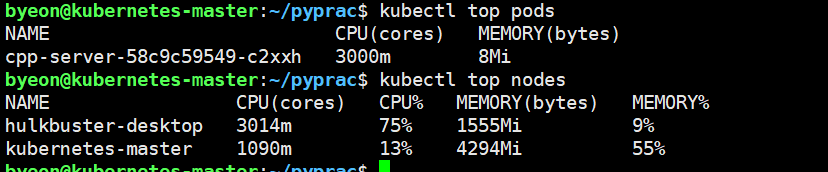 byeon@kubernetes-master:~/pyprac$ kubectl top pods
NAME CPU(cores) MEMORY(bytes)
cpp-server-58c9c59549-c2xxh 3000m 8Mi
byeon@kubernetes-master:~/pyprac$ kubectl top nodes
NAME CPU(cores) CPU% MEMORY(bytes) MEMORY%
hulkbuster-desktop 3014m 75% 1555Mi 9%
kubernetes-master 1090m 13% 4294Mi 55%
byeon@kubernetes-master:~/pyprac$